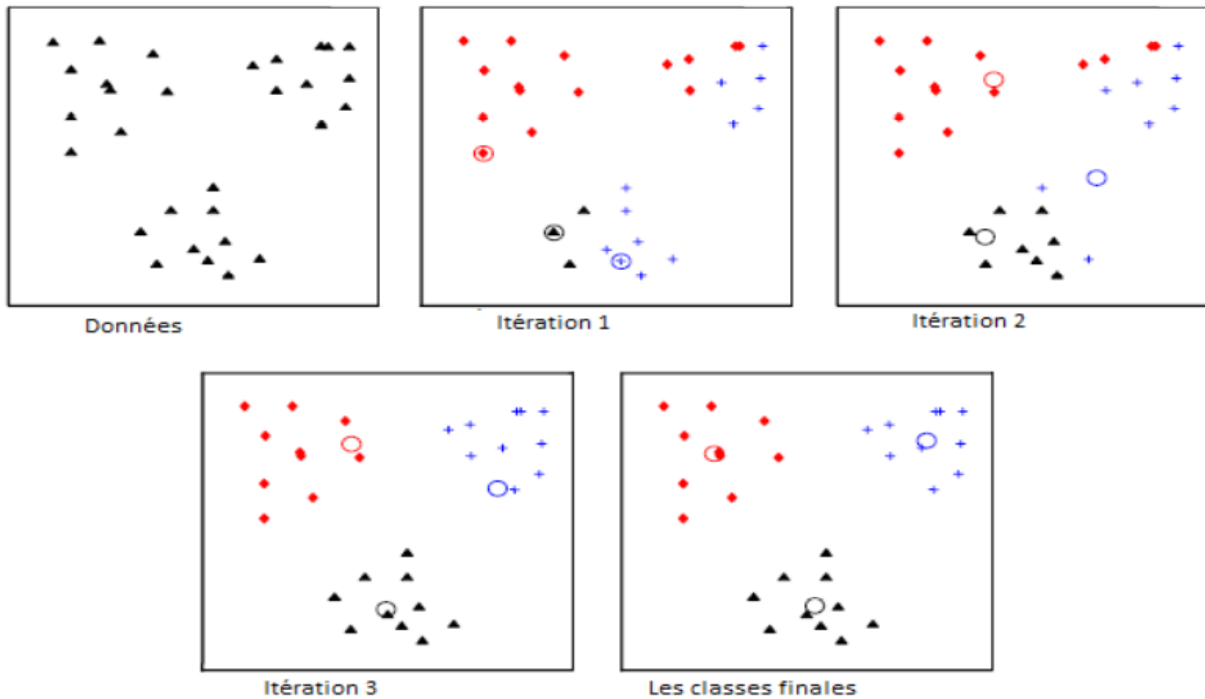 Données
Itération 1
Itération 2
Itération 3
Les classes finales